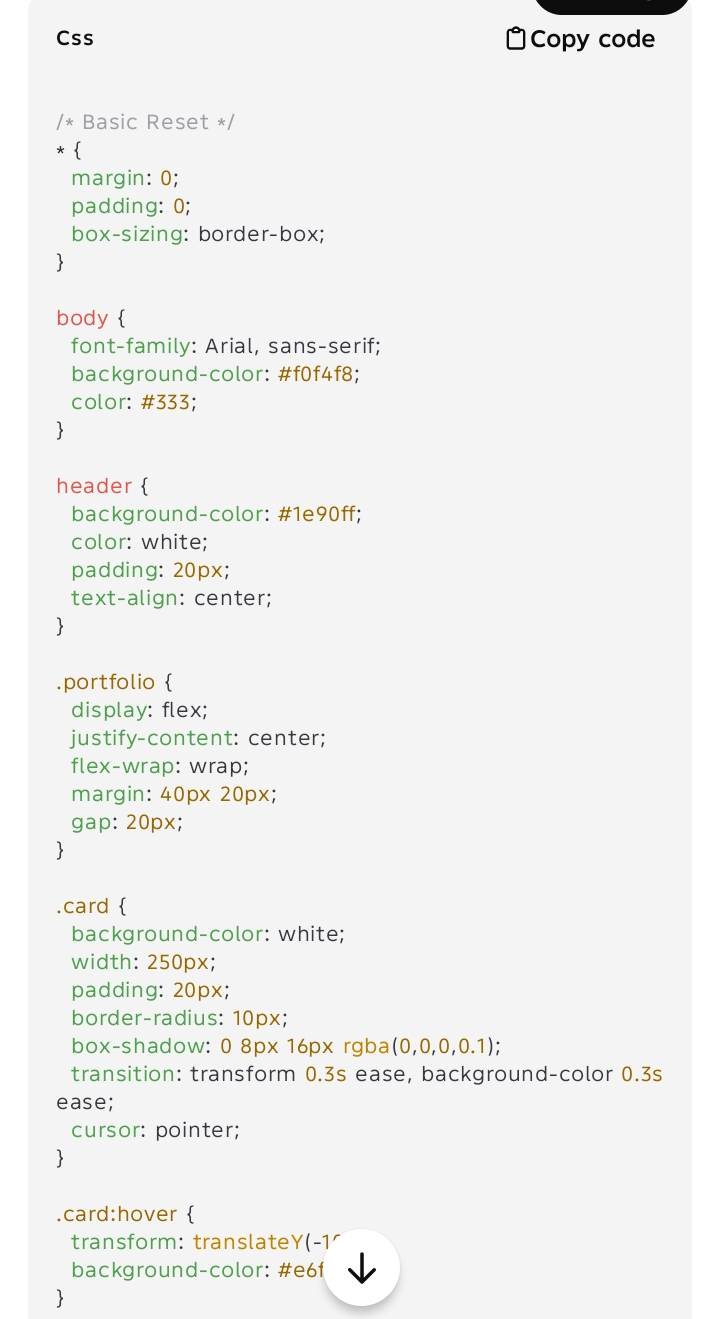 Css
Copy code
/* Basic Reset */
* {
  margin: 0;
  padding: 0;
  box-sizing: border-box;
}
body {
  font-family: Arial, sans-serif;
  background-color: #f0f4f8;
  color: #333;
}
header {
  background-color: #1e90ff;
  color: white;
  padding: 20px;
  text-align: center;
}
.portfolio {
  display: flex;
  justify-content: center;
  flex-wrap: wrap;
  margin: 40px 20px;
  gap: 20px;
}
.card {
  background-color: white;
  width: 250px;
  padding: 20px;
  border-radius: 10px;
  box-shadow: 0 8px 16px rgba(0,0,0,0.1);
  transition: transform 0.3s ease, background-color 0.3s
ease;
  cursor: pointer;
}
.card:hover {
  transform: translateY(
  background-color:
}